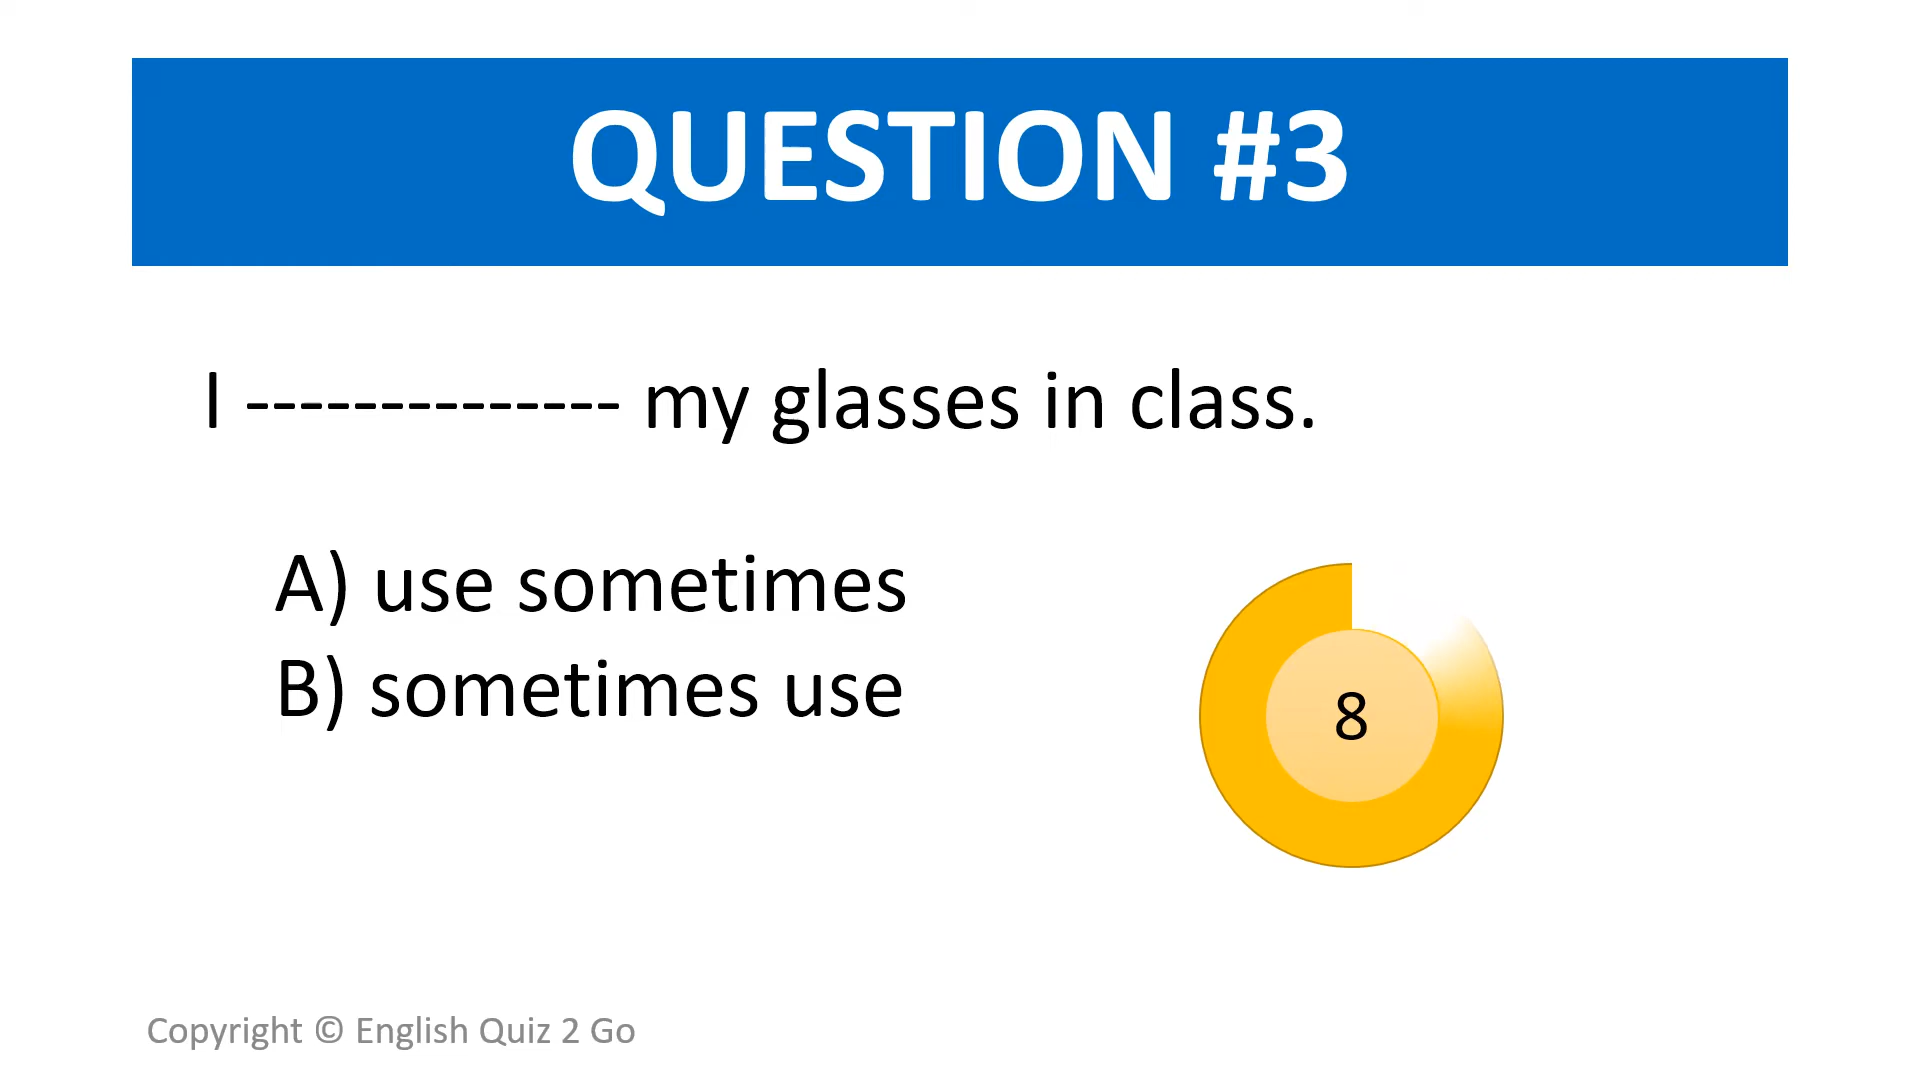 QUESTION #3
I -------------- my glasses in class.
A) use sometimes
B) sometimes use
8
Copyright © English Quiz 2 Go